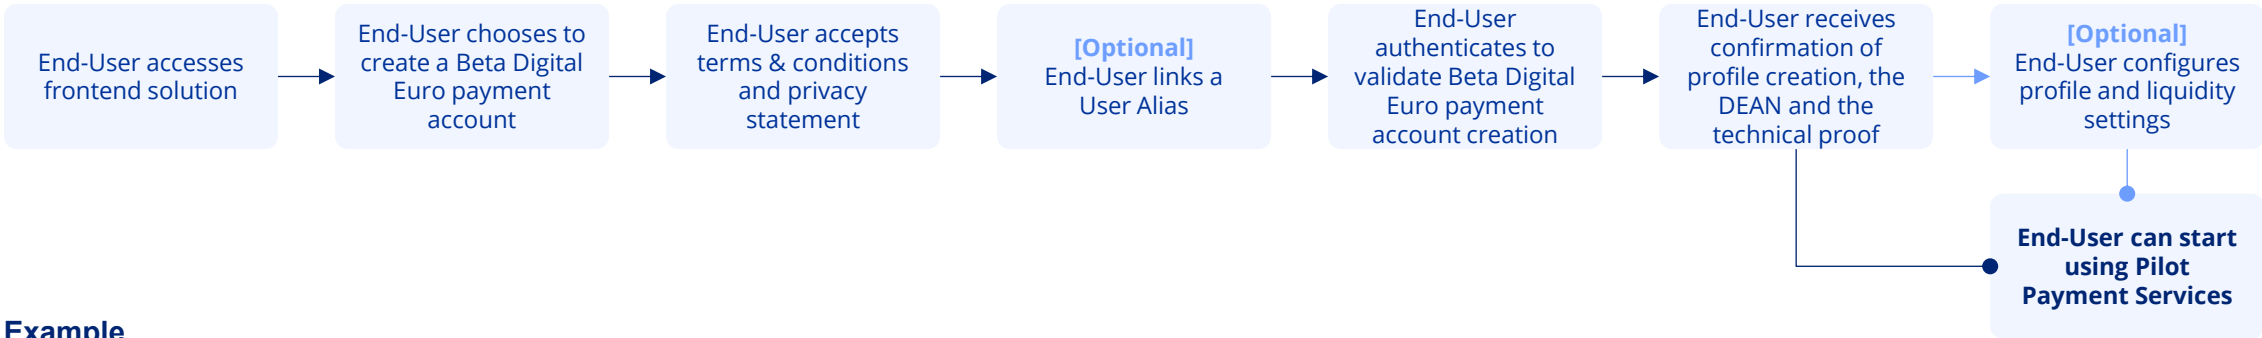 End-User accesses
frontend solution
End-User chooses to
create a Beta Digital
Euro payment
account
End-User accepts
terms & conditions
and privacy
statement
[Optional]
End-User links a
User Alias
End-User
authenticates to
validate Beta Digital
Euro payment
account creation
End-User receives
confirmation of
profile creation, the
DEAN and the
technical proof
[Optional]
End-User configures
profile and liquidity
settings
End-User can start
using Pilot
Payment Services
Example